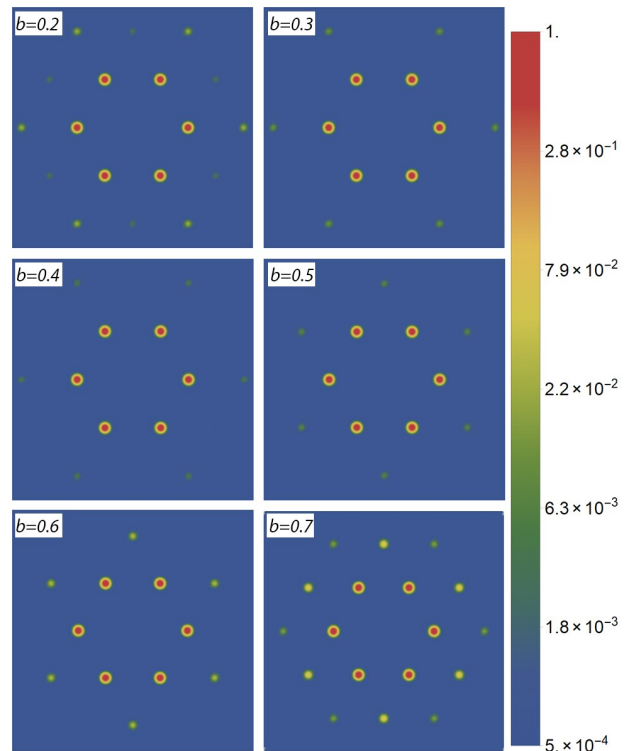 b=0.2
b=0.3
b=0.4
b=0.5
b=0.6
b=0.7
1.
2.8×10⁻¹
7.9×10⁻²
2.2×10⁻²
6.3×10⁻³
1.8×10⁻³
5.×10⁻⁴